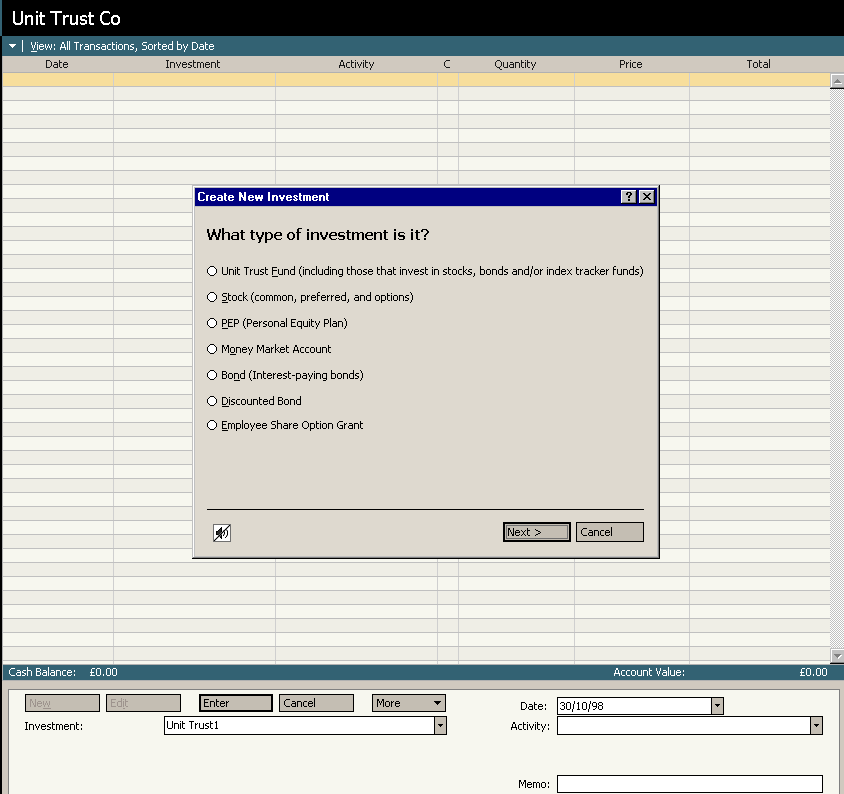 Unit Trust Co
View: All Transactions, Sorted by Date
Date Investment Activity C Quantity Price Total
Create New Investment ?
What type of investment is it?
Unit Trust Fund (including those that invest in stocks, bonds and/or index tracker funds)
Stock (common, preferred, and options)
PEP (Personal Equity Plan)
Money Market Account
Bond (Interest-paying bonds)
Discounted Bond
Employee Share Option Grant
Next > Cancel
Cash Balance: £0.00 Account Value: £0.00
New Edit Enter Cancel More Date: 30/10/98
Investment: Unit Trust1 Activity:
Memo: